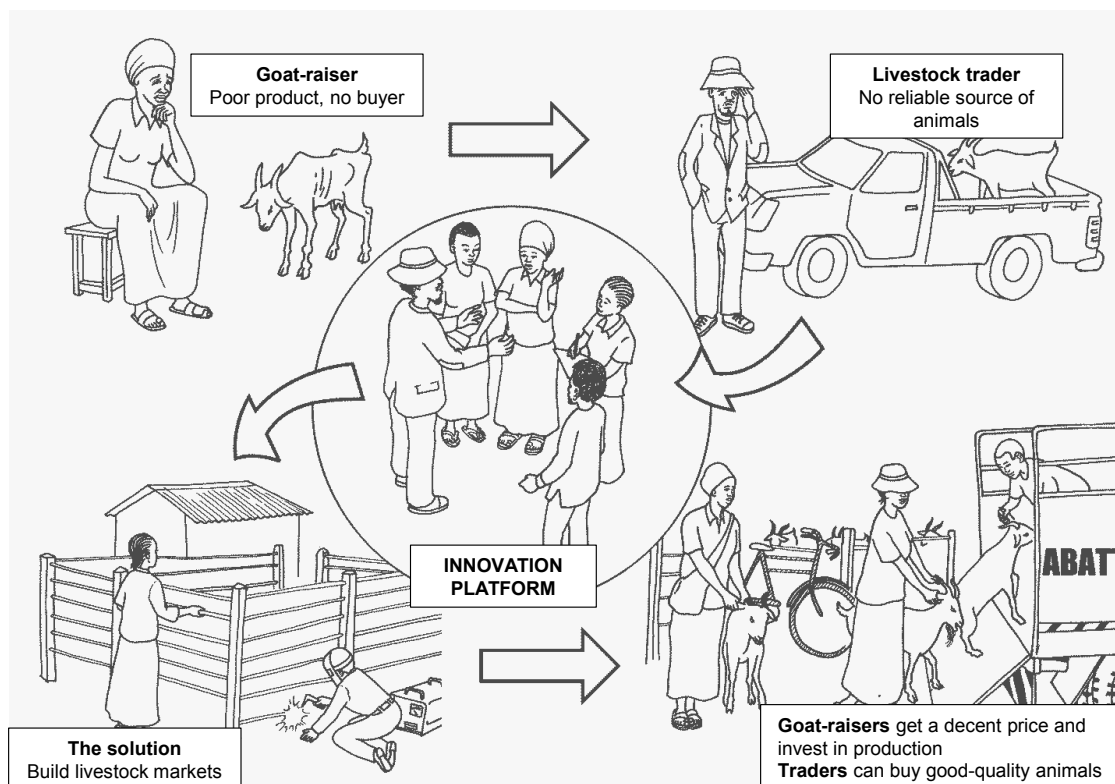 Goat-raiser
Poor product, no buyer
Livestock trader
No reliable source of
animals
INNOVATION
PLATFORM
The solution
Build livestock markets
ABATT
Goat-raisers get a decent price and
invest in production
Traders can buy good-quality animals